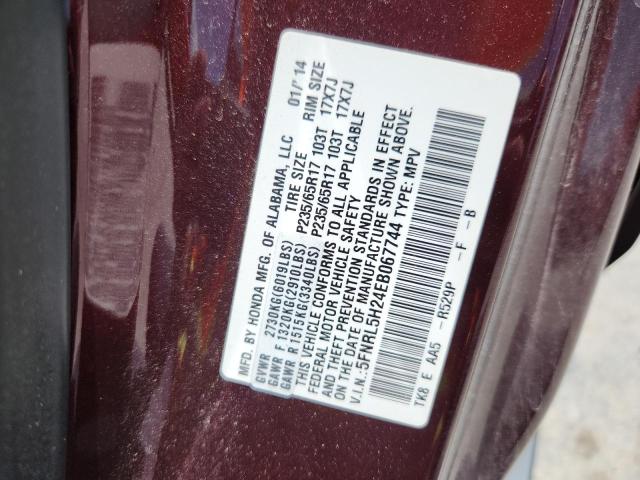 MFD. BY HONDA MFG. OF ALABAMA, LLC 01/'14
TIRE SIZE RIM SIZE
GVWR 2730KG(6019LBS)
GAWR F 1320KG(2910LBS) P235/65R17 103T 17X7J
GAWR R 1515KG(3340LBS) P235/65R17 103T 17X7J
THIS VEHICLE CONFORMS TO ALL APPLICABLE
FEDERAL MOTOR VEHICLE SAFETY
AND THEFT PREVENTION STANDARDS IN EFFECT
ON THE DATE OF MANUFACTURE SHOWN ABOVE.
V.I.N.:5FNRL5H24EB067744 TYPE: MPV
TK8 E AA5 -R529P -F -B